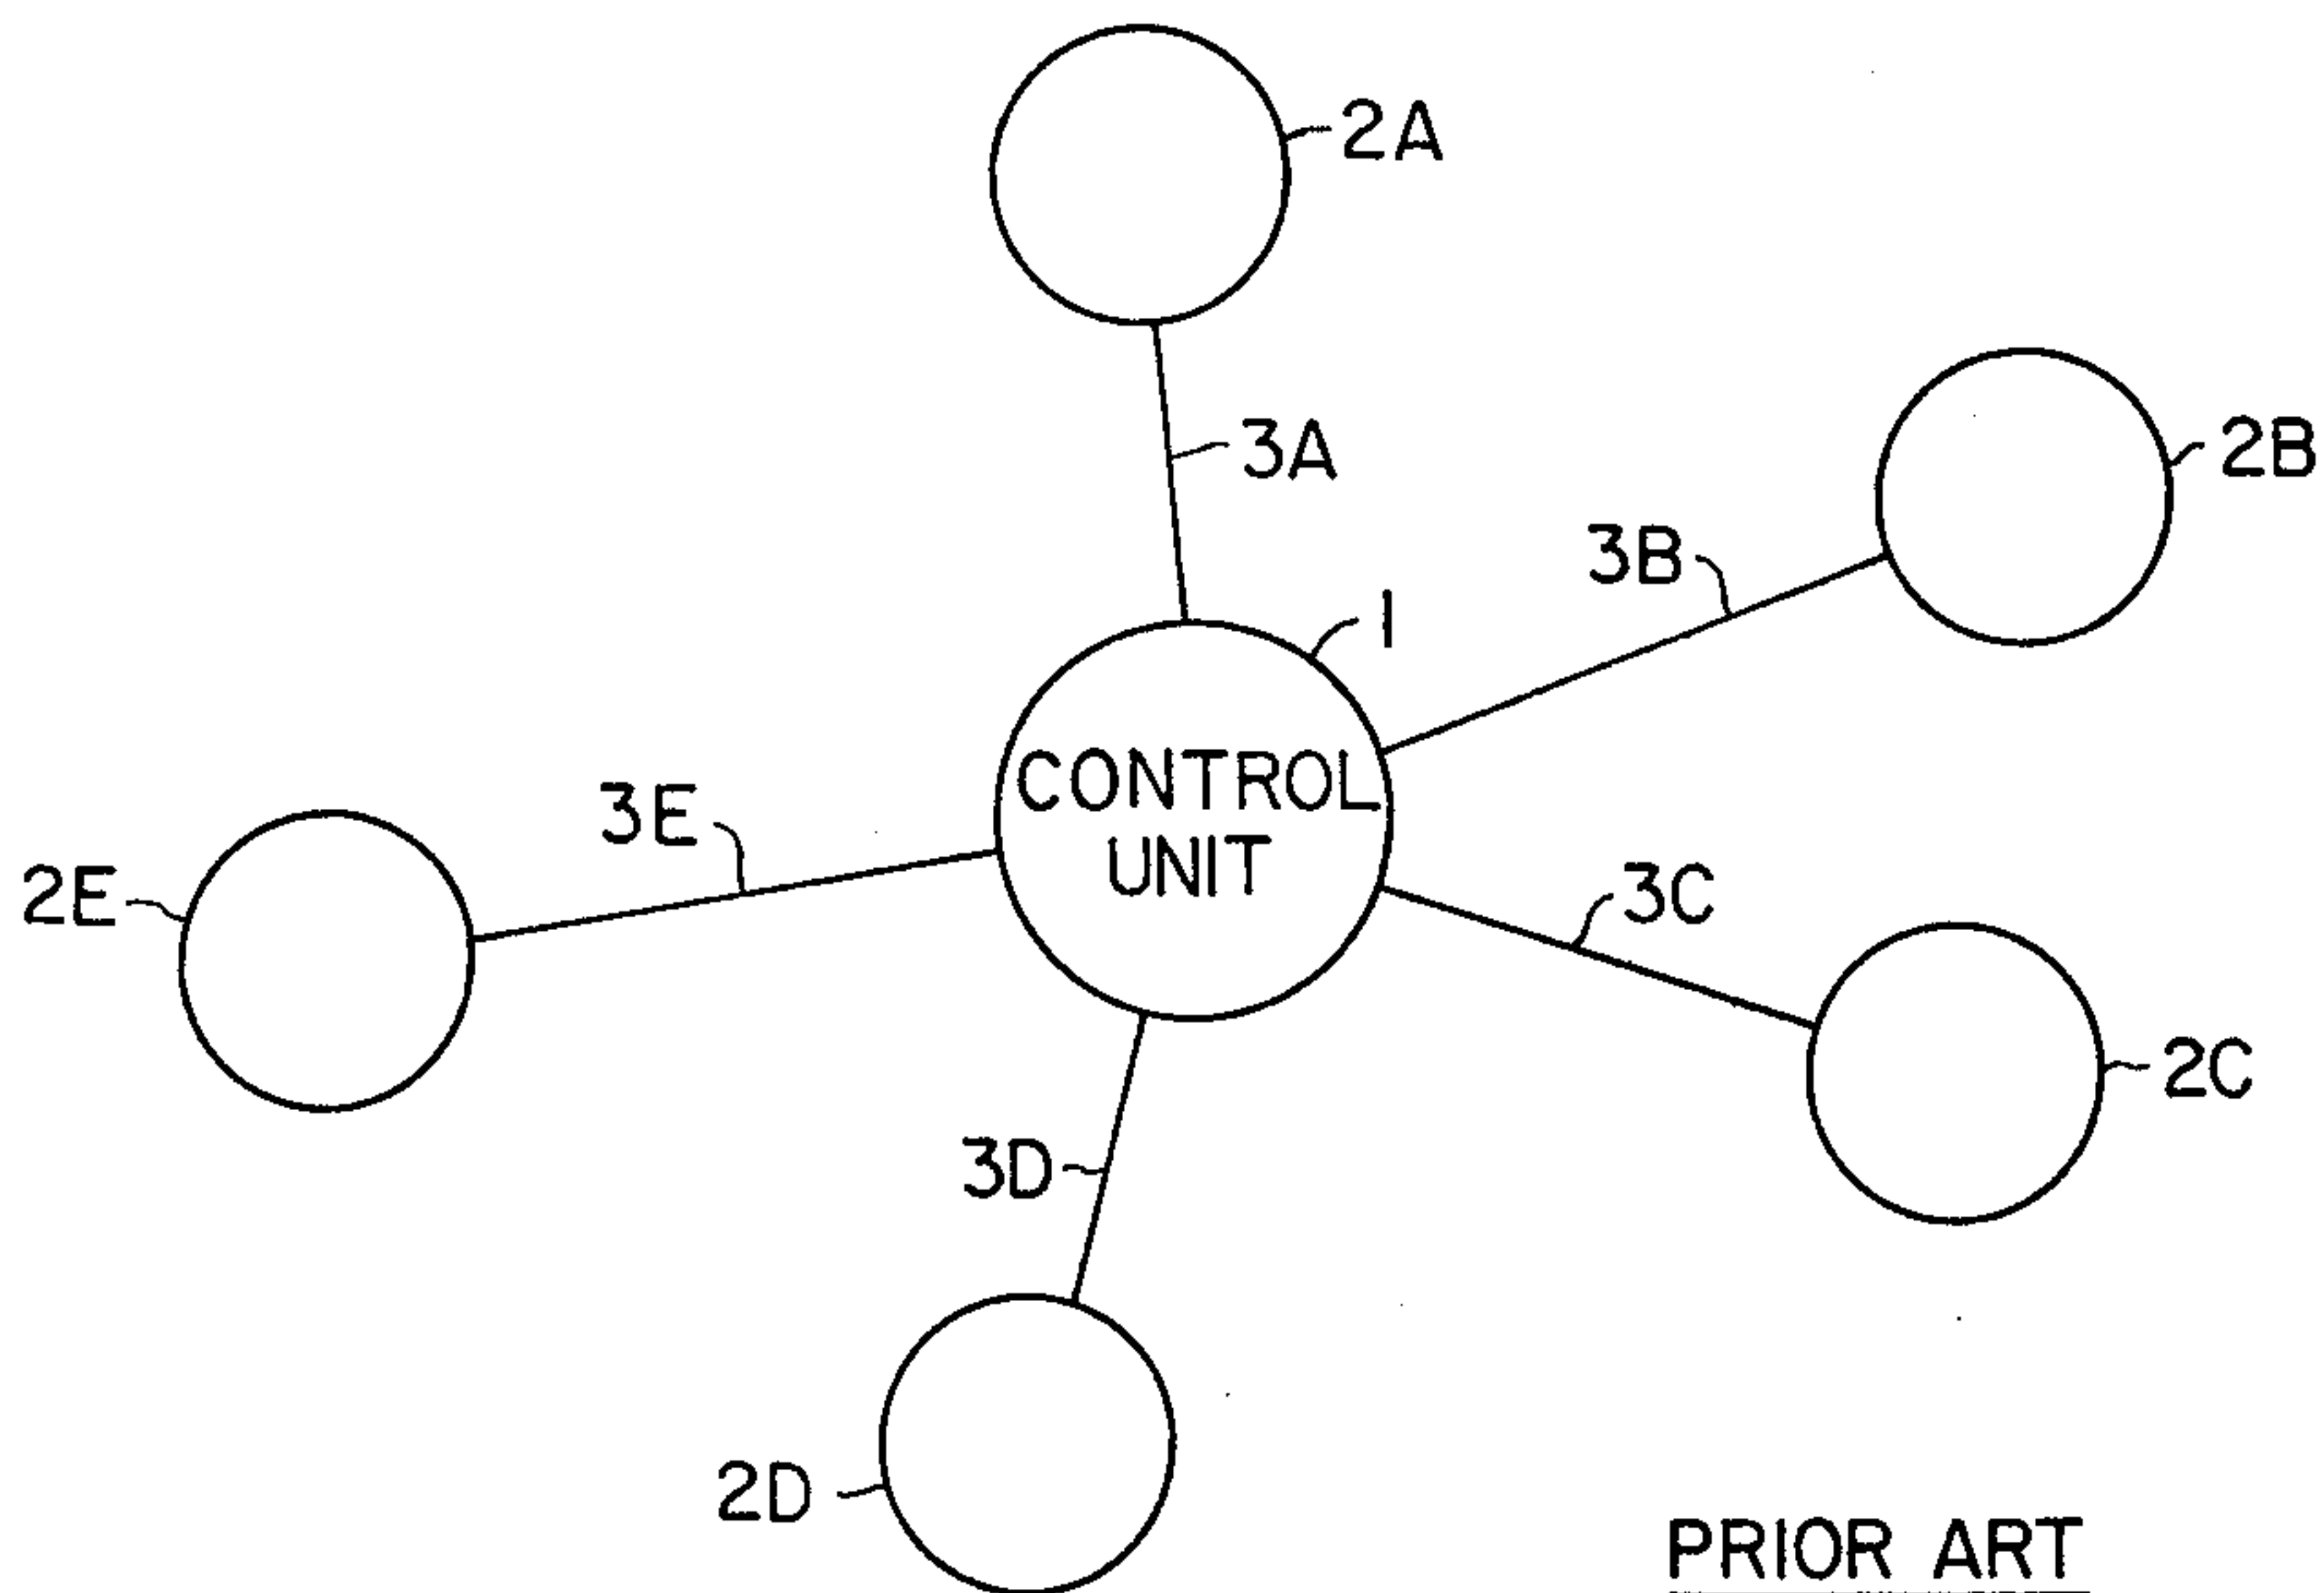 2A
3A
2B
3B
1
CONTROL
UNIT
3E
2E
3C
2C
3D
2D
PRIOR ART